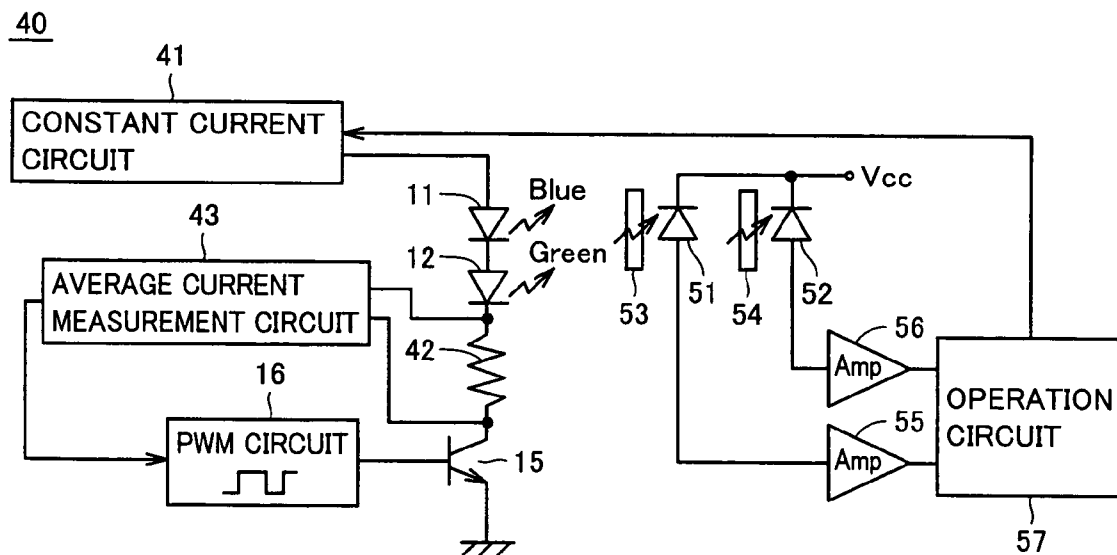 40
41
CONSTANT CURRENT
CIRCUIT
11
Blue
Vcc
43
12
Green
AVERAGE CURRENT
MEASUREMENT CIRCUIT
53
51
54
52
42
56
Amp
16
OPERATION
CIRCUIT
PWM CIRCUIT
15
55
Amp
57